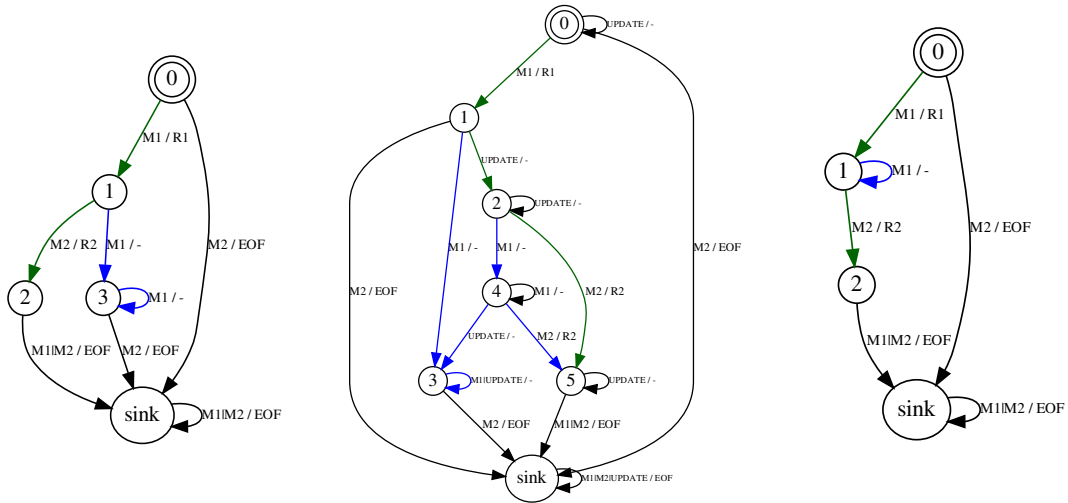 0
M1 / R1
1
M2 / R2
M1 / -
M2 / EOF
2
3
M1 / -
M1|M2 / EOF
M2 / EOF
sink
M1|M2 / EOF
0
UPDATE / -
M1 / R1
1
UPDATE / -
2
UPDATE / -
M2 / EOF
M1 / -
M1 / -
M2 / EOF
4
M1 / -
M2 / R2
UPDATE / -
M2 / R2
3
M1|UPDATE / -
5
UPDATE / -
M2 / EOF
M1|M2 / EOF
sink
M1|M2|UPDATE / EOF
0
M1 / R1
1
M1 / -
M2 / R2
M2 / EOF
2
M1|M2 / EOF
sink
M1|M2 / EOF